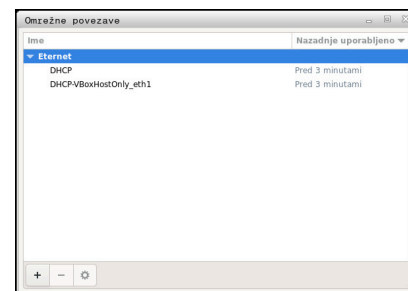 Omrežne povezave
Ime Nazadnje uporabljeno
Eternet
DHCP Pred 3 minutami
DHCP-VBoxHostOnly_eth1 Pred 3 minutami